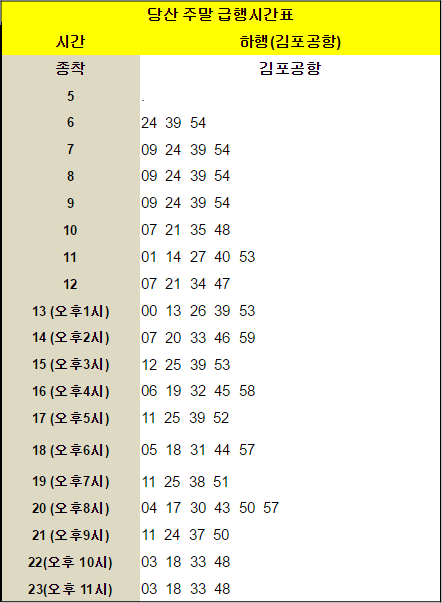 당산 주말 급행시간표
시간 하행(김포공항)
종착 김포공항
5 .
6 24 39 54
7 09 24 39 54
8 09 24 39 54
9 09 24 39 54
10 07 21 35 48
11 01 14 27 40 53
12 07 21 34 47
13 (오후1시) 00 13 26 39 53
14 (오후2시) 07 20 33 46 59
15 (오후3시) 12 25 39 53
16 (오후4시) 06 19 32 45 58
17 (오후5시) 11 25 39 52
18 (오후6시) 05 18 31 44 57
19 (오후7시) 11 25 38 51
20 (오후8시) 04 17 30 43 50 57
21 (오후9시) 11 24 37 50
22(오후 10시) 03 18 33 48
23(오후 11시) 03 18 33 48